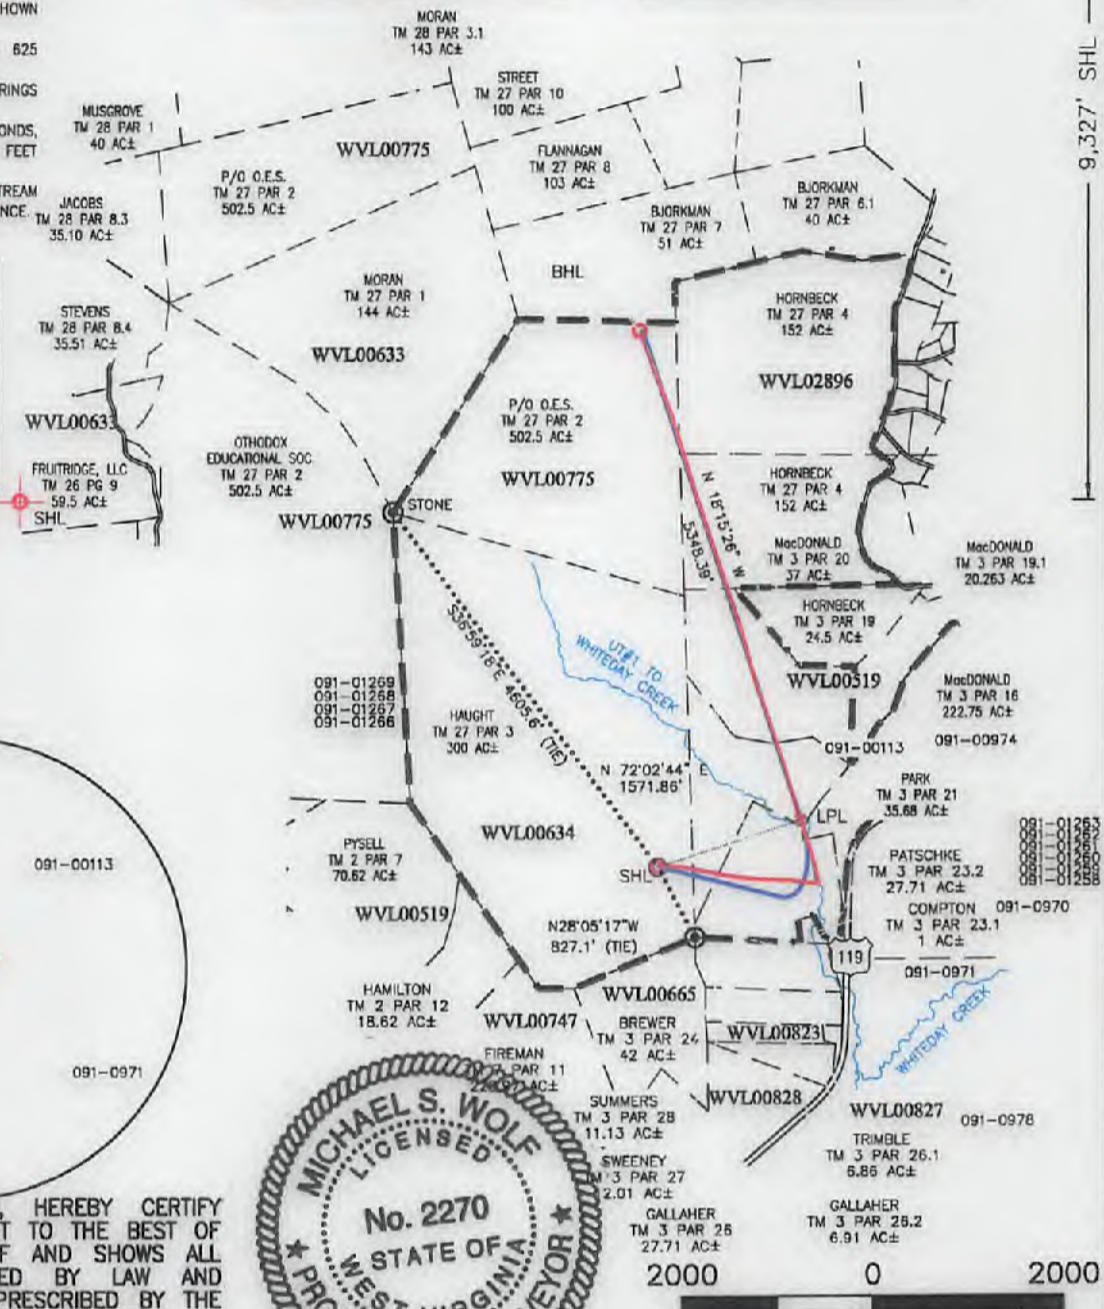 HOWN
625
RINGS
ONDS,
FEET
TREAM
NCE.
9,327' SHL
MORAN
TM 28 PAR 3.1
143 AC±
STREET
TM 27 PAR 10
100 AC±
MUSGROVE
TM 28 PAR 1
40 AC±
WVL00775
P/O O.E.S.
TM 27 PAR 2
502.5 AC±
FLANNAGAN
TM 27 PAR 8
103 AC±
JACOBS
TM 28 PAR 8.3
35.10 AC±
BJORKMAN
TM 27 PAR 6.1
40 AC±
BJORKMAN
TM 27 PAR 7
51 AC±
BHL
MORAN
TM 27 PAR 1
144 AC±
STEVENS
TM 28 PAR 8.4
35.51 AC±
HORNBECK
TM 27 PAR 4
152 AC±
WVL00633
WVL02896
P/O O.E.S.
TM 27 PAR 2
502.5 AC±
WVL00633
OTHODOX
EDUCATIONAL SOC
TM 27 PAR 2
502.5 AC±
WVL00775
FRUITRIDGE, LLC
TM 26 PG 9
59.5 AC±
SHL
HORNBECK
TM 27 PAR 4
152 AC±
N 18°15'26" W
5348.39'
STONE
WVL00775
MacDONALD
TM 3 PAR 20
37 AC±
MacDONALD
TM 3 PAR 19.1
20.263 AC±
HORNBECK
TM 3 PAR 19
24.5 AC±
S36°59'18"E 4605.6' (TIE)
UT#1 TO
WHITEDAY CREEK
WVL00519
091-01269
091-01268
091-01267
091-01266
HAUGHT
TM 27 PAR 3
300 AC±
MacDONALD
TM 3 PAR 16
222.75 AC±
091-00113
091-00974
N 72°02'44" E
1571.86'
PARK
TM 3 PAR 21
35.68 AC±
LPL
091-01263
091-01262
091-01261
091-01260
091-01259
091-01258
WVL00634
PYSELL
TM 2 PAR 7
70.62 AC±
091-00113
SHL
PATSCHKE
TM 3 PAR 23.2
27.71 AC±
COMPTON
TM 3 PAR 23.1
1 AC±
091-0970
WVL00519
N28°05'17"W
827.1' (TIE)
119
091-0971
HAMILTON
TM 2 PAR 12
18.62 AC±
WVL00665
WHITEDAY CREEK
WVL00747
BREWER
TM 3 PAR 24
42 AC±
WVL00823
FIREMAN
PAR 11
AC±
091-0971
SUMMERS
TM 3 PAR 28
11.13 AC±
WVL00828
WVL00827
091-0978
TRIMBLE
TM 3 PAR 26.1
6.86 AC±
SWEENEY
TM 3 PAR 27
2.01 AC±
GALLAHER
TM 3 PAR 26
27.71 AC±
GALLAHER
TM 3 PAR 26.2
6.91 AC±
MICHAEL S. WOLF
LICENSED
No. 2270
STATE OF
WEST VIRGINIA
HEREBY CERTIFY
T TO THE BEST OF
F AND SHOWS ALL
ED BY LAW AND
PRESCRIBED BY THE
2000 0 2000